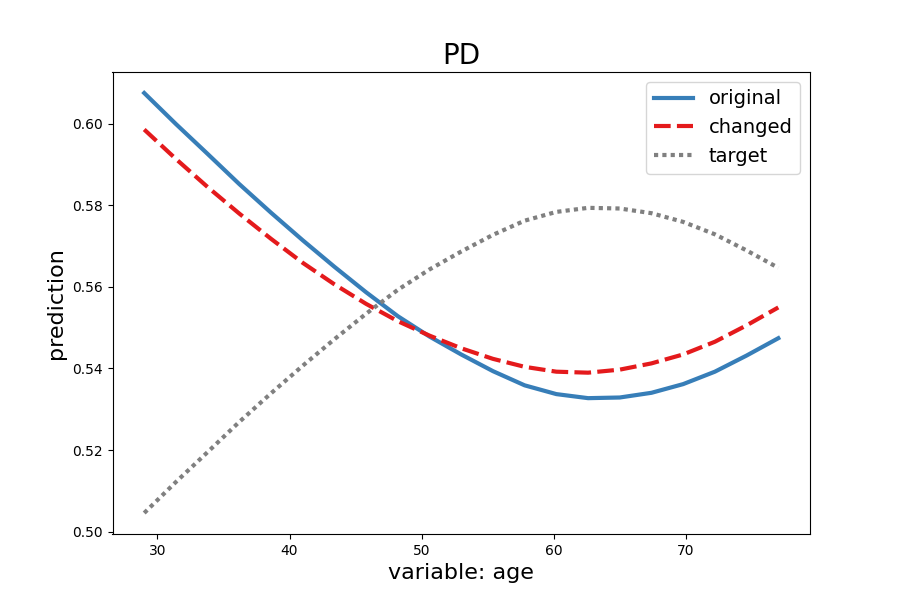 PD
original
changed
target
prediction
0.60
0.58
0.56
0.54
0.52
0.50
30 40 50 60 70
variable: age